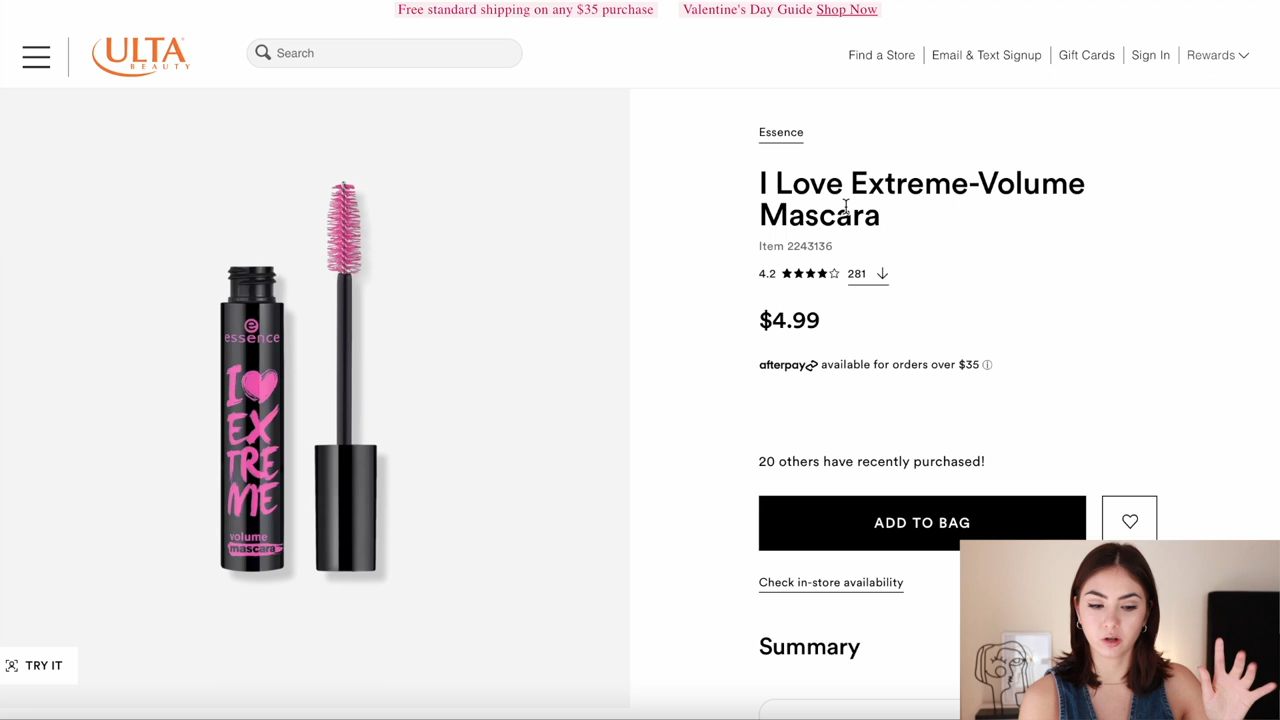 Free standard shipping on any $35 purchase
Valentine's Day Guide Shop Now
ULTA
BEAUTY
Search
Find a Store
Email & Text Signup
Gift Cards
Sign In
Rewards
Essence
I Love Extreme-Volume
Mascara
Item 2243136
4.2
281
$4.99
afterpay available for orders over $35
20 others have recently purchased!
ADD TO BAG
Check in-store availability
Summary
e
essence
I
EX
TRE
ME
volume
mascara
TRY IT